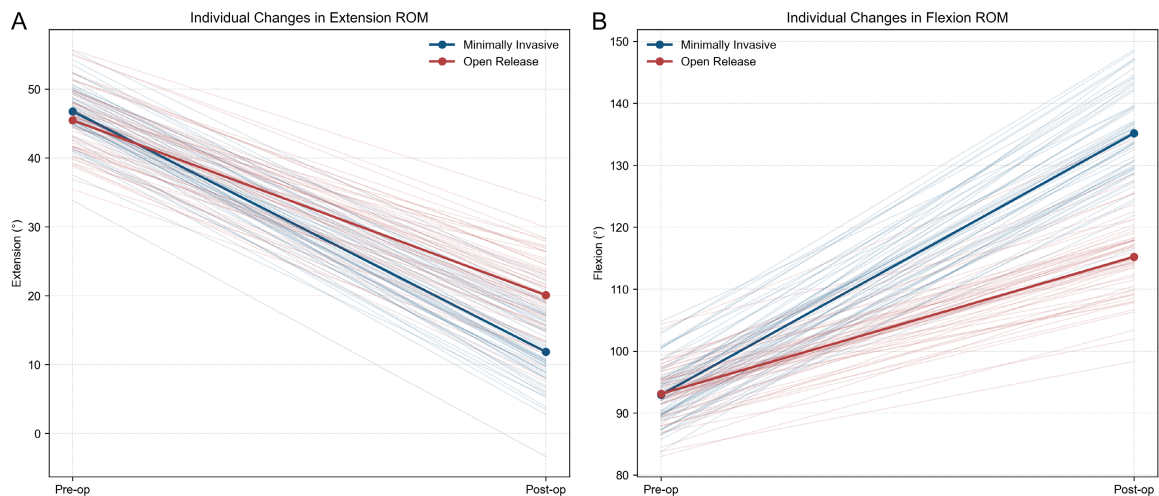 A
Individual Changes in Extension ROM
Minimally Invasive
Open Release
Extension (°)
50
40
30
20
10
0
Pre-op
Post-op
B
Individual Changes in Flexion ROM
Minimally Invasive
Open Release
Flexion (°)
150
140
130
120
110
100
90
80
Pre-op
Post-op